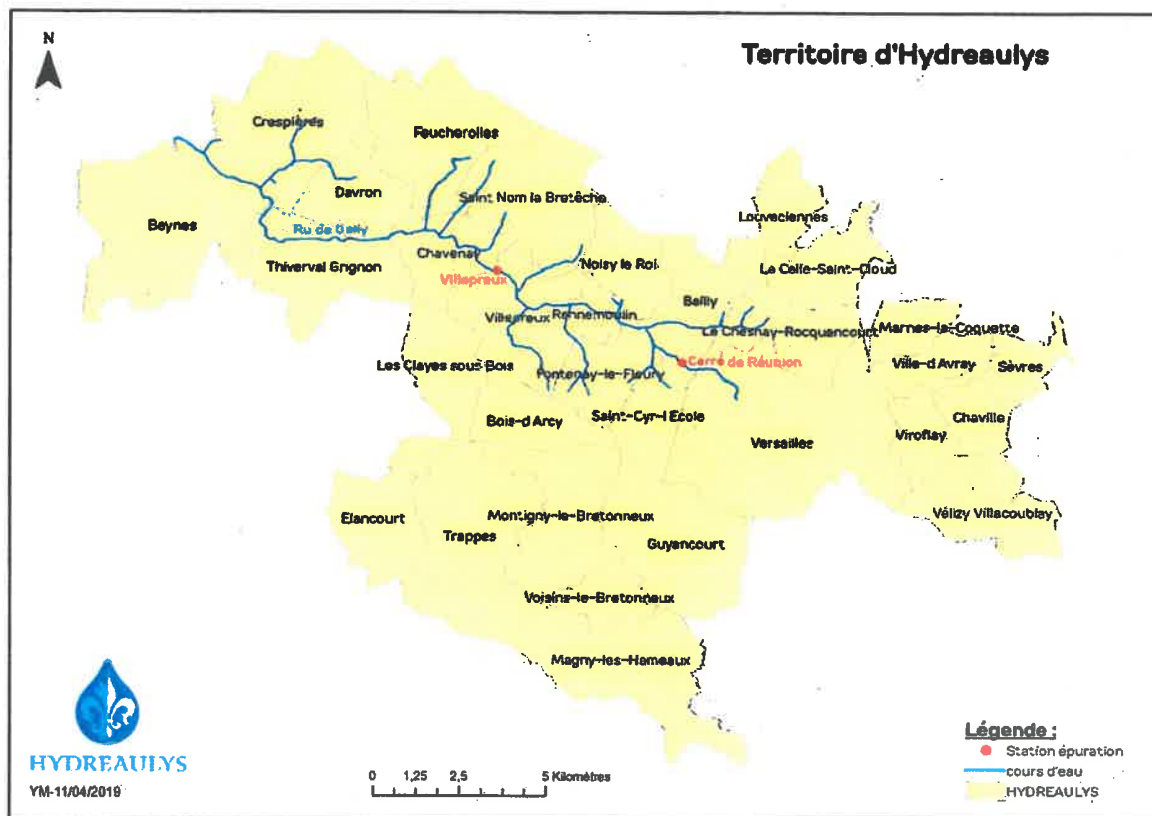 N
Territoire d'Hydreaulys
Crespières
Feucherolles
Davron
Saint Nom la Bretêche
Louveciennes
Beynes
Ru de Gally
Chavenay
Thiverval Grignon
Noisy le Roi
La Celle-Saint-Cloud
Villepreux
Bailly
Villepreux
Rennemoulin
Le Chesnay-Rocquencourt
Marnes-la-Coquette
Les Clayes sous Bois
Carré de Réunion
Ville-d Avray
Sèvres
Fontenay-le-Fleury
Bois-d Arcy
Saint-Cyr-l Ecole
Chaville
Versailles
Viroflay
Elancourt
Montigny-le-Bretonneux
Vélizy Villacoublay
Trappes
Guyancourt
Voisins-le-Bretonneux
Magny-les-Hameaux
HYDREAULYS
YM-11/04/2019
0 1,25 2,5 5 Kilomètres
Légende :
Station épuration
cours d'eau
HYDREAULYS